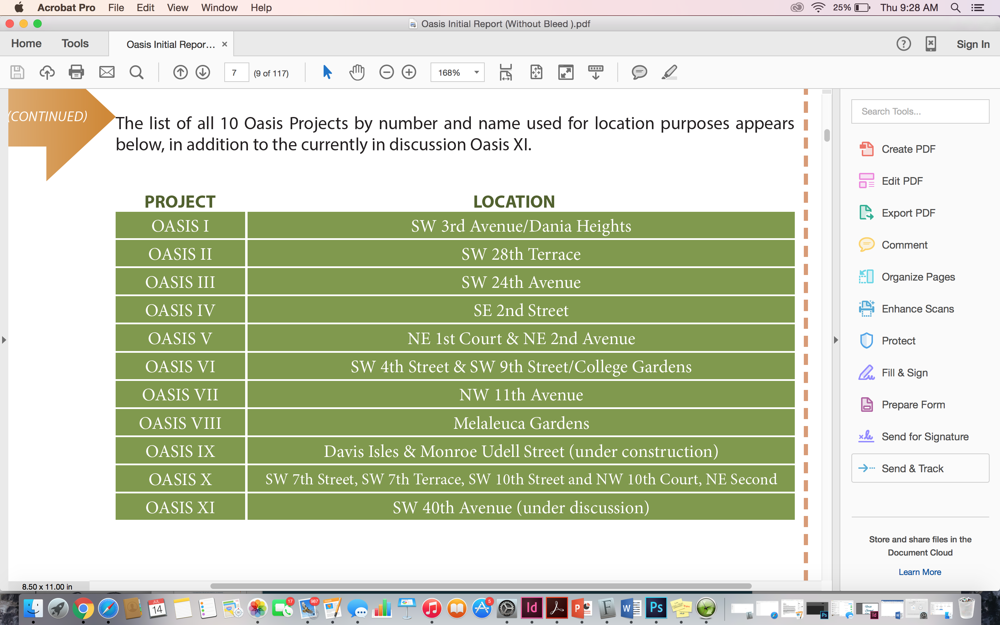 Acrobat Pro File Edit View Window Help 25% Thu 9:28 AM
Oasis Initial Report (Without Bleed ).pdf
Home Tools Oasis Initial Repor... × Sign In
7 (9 of 117) 168%
(CONTINUED)
The list of all 10 Oasis Projects by number and name used for location purposes appears
below, in addition to the currently in discussion Oasis XI.
PROJECT LOCATION
OASIS I SW 3rd Avenue/Dania Heights
OASIS II SW 28th Terrace
OASIS III SW 24th Avenue
OASIS IV SE 2nd Street
OASIS V NE 1st Court & NE 2nd Avenue
OASIS VI SW 4th Street & SW 9th Street/College Gardens
OASIS VII NW 11th Avenue
OASIS VIII Melaleuca Gardens
OASIS IX Davis Isles & Monroe Udell Street (under construction)
OASIS X SW 7th Street, SW 7th Terrace, SW 10th Street and NW 10th Court, NE Second
OASIS XI SW 40th Avenue (under discussion)
8.50 x 11.00 in
Search Tools...
Create PDF
Edit PDF
Export PDF
Comment
Organize Pages
Enhance Scans
Protect
Fill & Sign
Prepare Form
Send for Signature
Send & Track
Store and share files in the
Document Cloud
Learn More
JUL
14
17
987
PAGES
5
Id
P
F
W
Ps